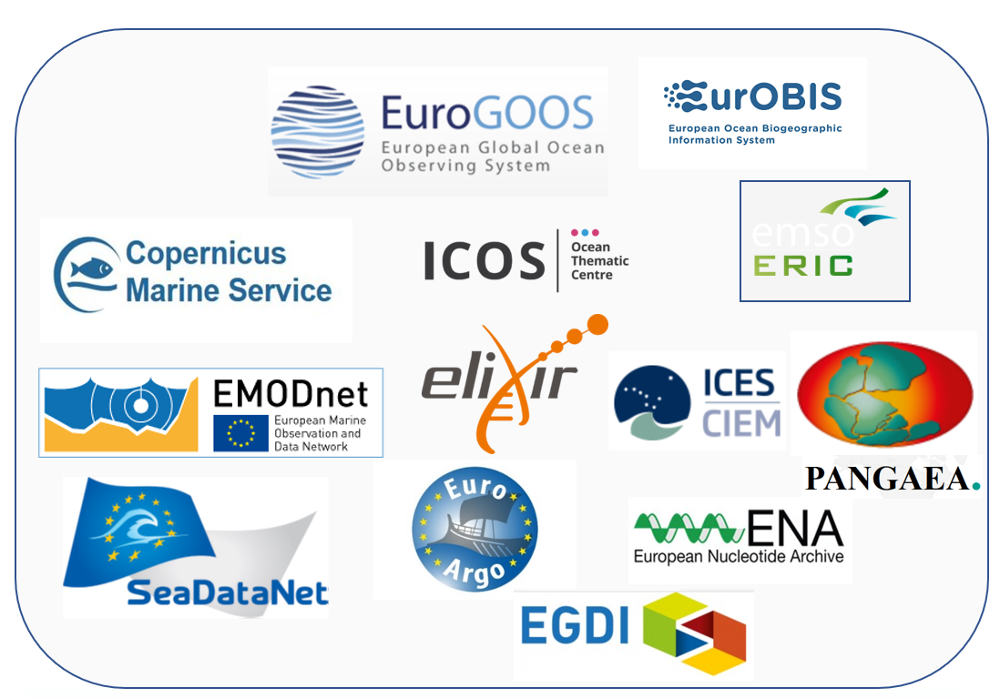 EuroGOOS
European Global Ocean
Observing System
EurOBIS
European Ocean Biogeographic
Information System
Copernicus
Marine Service
ICOS
Ocean
Thematic
Centre
emso
ERIC
EMODnet
European Marine
Observation and
Data Network
elixir
ICES
CIEM
PANGAEA.
SeaDataNet
Euro
Argo
ENA
European Nucleotide Archive
EGDI